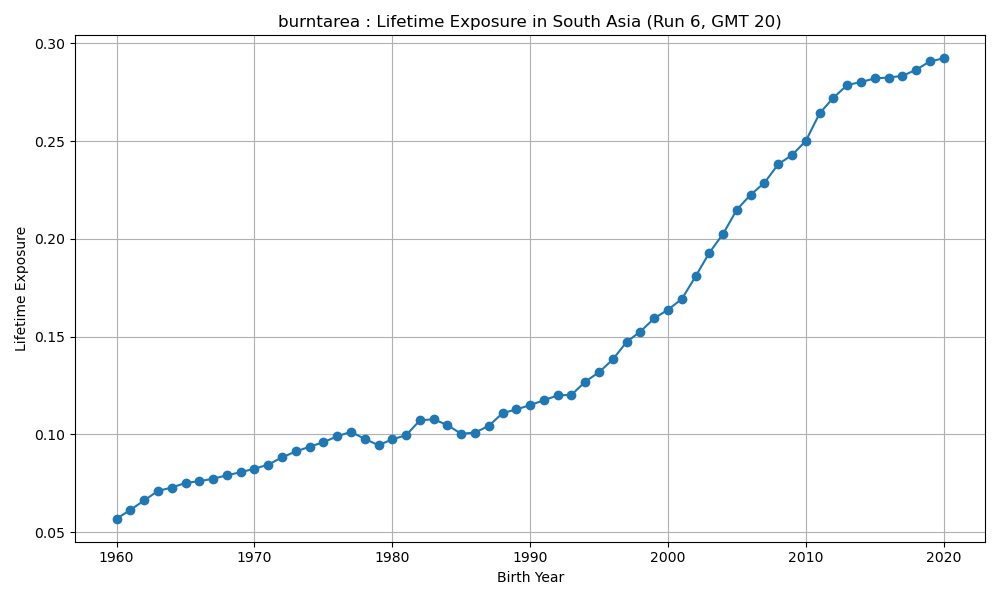 burntarea : Lifetime Exposure in South Asia (Run 6, GMT 20)
0.30
0.25
0.20
0.15
0.10
0.05
Lifetime Exposure
1960 1970 1980 1990 2000 2010 2020
Birth Year